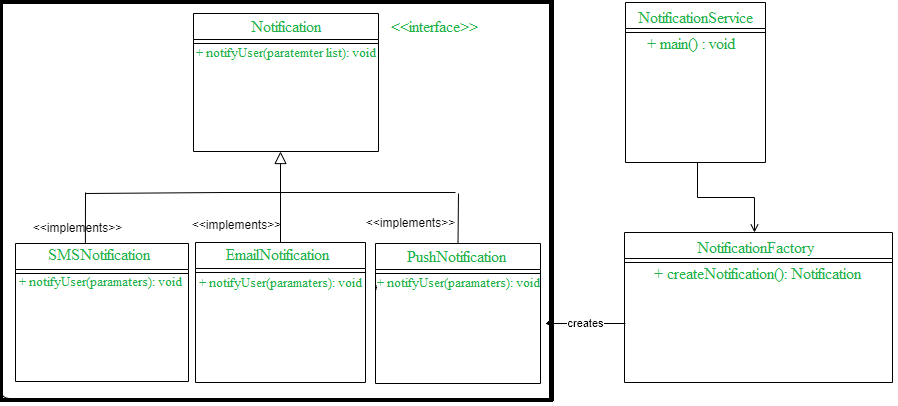 Notification
<<interface>>
+ notifyUser(paratemter list): void
NotificationService
+ main() : void
<<implements>>
<<implements>>
<<implements>>
SMSNotification
+ notifyUser(paramaters): void
EmailNotification
+ notifyUser(paramaters): void
PushNotification
+ notifyUser(paramaters): void
NotificationFactory
+ createNotification(): Notification
creates